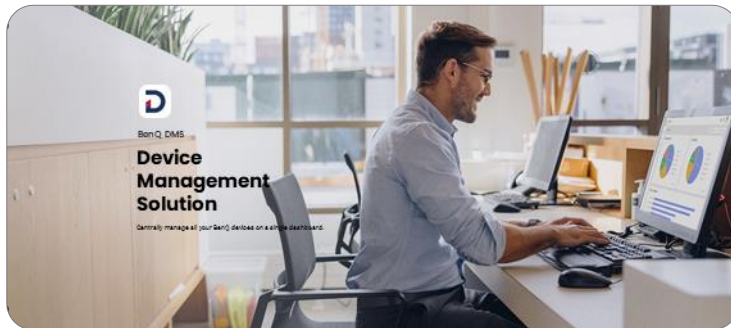 BenQ DMS
Device
Management
Solution
Centrally manage all your BenQ devices on a single dashboard.